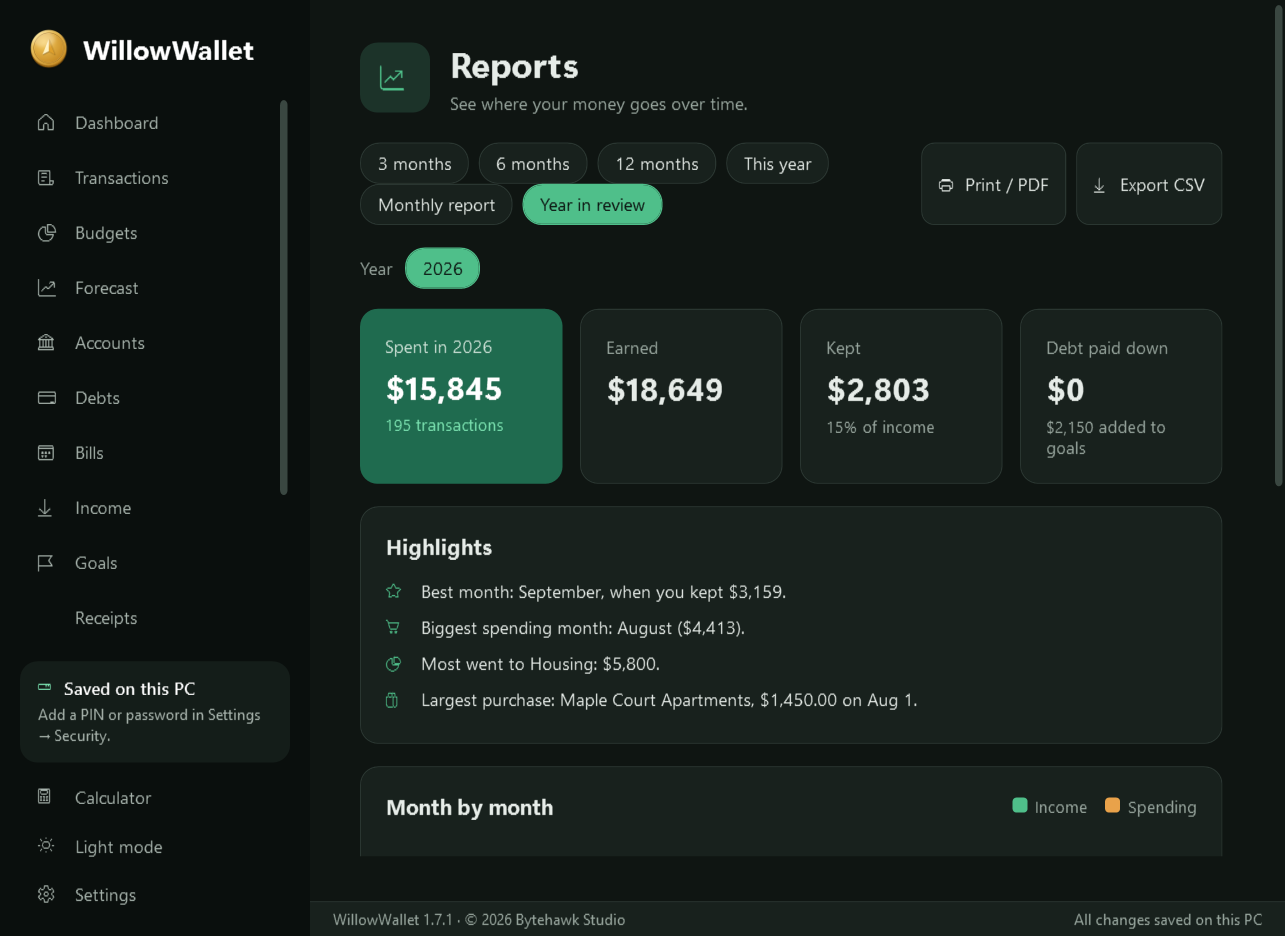 WillowWallet
Dashboard
Transactions
Budgets
Forecast
Accounts
Debts
Bills
Income
Goals
Receipts
Saved on this PC
Add a PIN or password in Settings
→ Security.
Calculator
Light mode
Settings
Reports
See where your money goes over time.
3 months
6 months
12 months
This year
Monthly report
Year in review
Print / PDF
Export CSV
Year
2026
Spent in 2026
$15,845
195 transactions
Earned
$18,649
Kept
$2,803
15% of income
Debt paid down
$0
$2,150 added to
goals
Highlights
Best month: September, when you kept $3,159.
Biggest spending month: August ($4,413).
Most went to Housing: $5,800.
Largest purchase: Maple Court Apartments, $1,450.00 on Aug 1.
Month by month
Income
Spending
WillowWallet 1.7.1 · © 2026 Bytehawk Studio
All changes saved on this PC